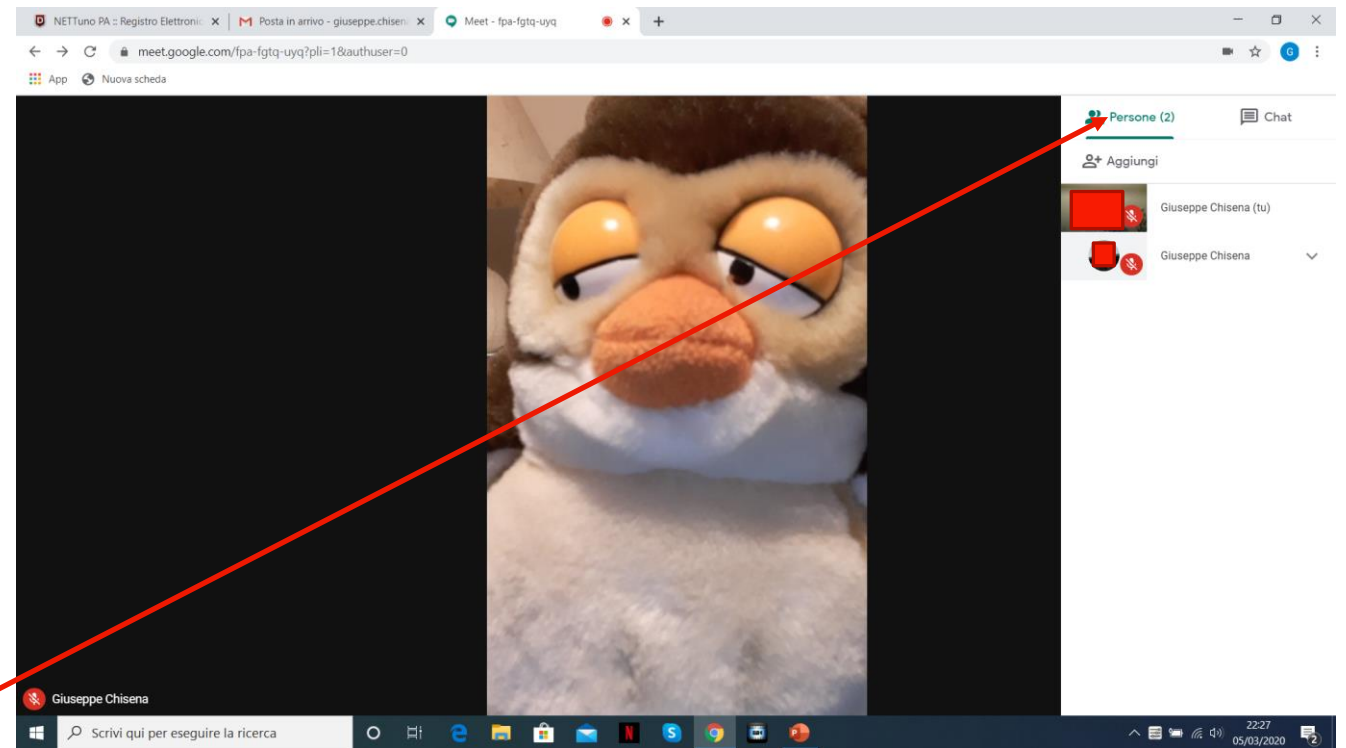 NETTuno PA :: Registro Elettronic
Posta in arrivo - giuseppe.chisen
Meet - fpa-fgtq-uyq
meet.google.com/fpa-fgtq-uyq?pli=1&authuser=0
G
App
Nuova scheda
Persone (2)
Chat
Aggiungi
Giuseppe Chisena (tu)
Giuseppe Chisena
Giuseppe Chisena
Scrivi qui per eseguire la ricerca
22:27
05/03/2020
2